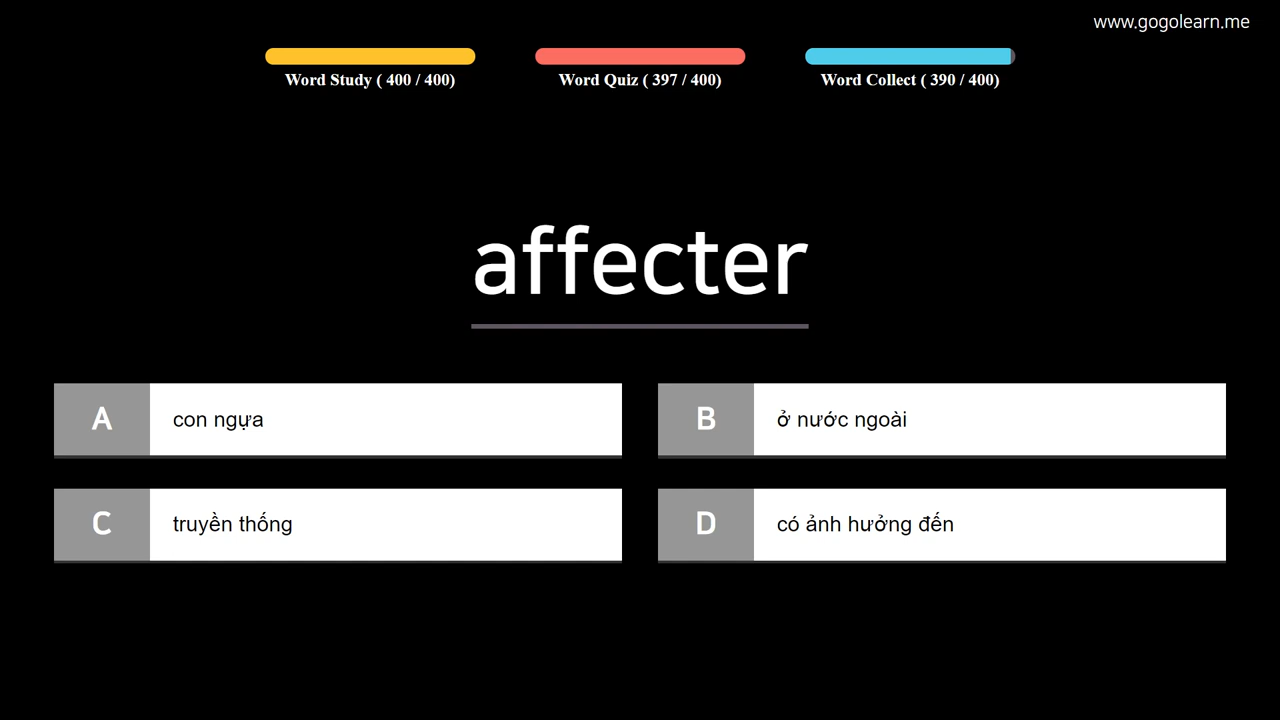 www.gogolearn.me
Word Study ( 400 / 400)
Word Quiz ( 397 / 400)
Word Collect ( 390 / 400)
affecter
A con ngựa
B ở nước ngoài
C truyền thống
D có ảnh hưởng đến